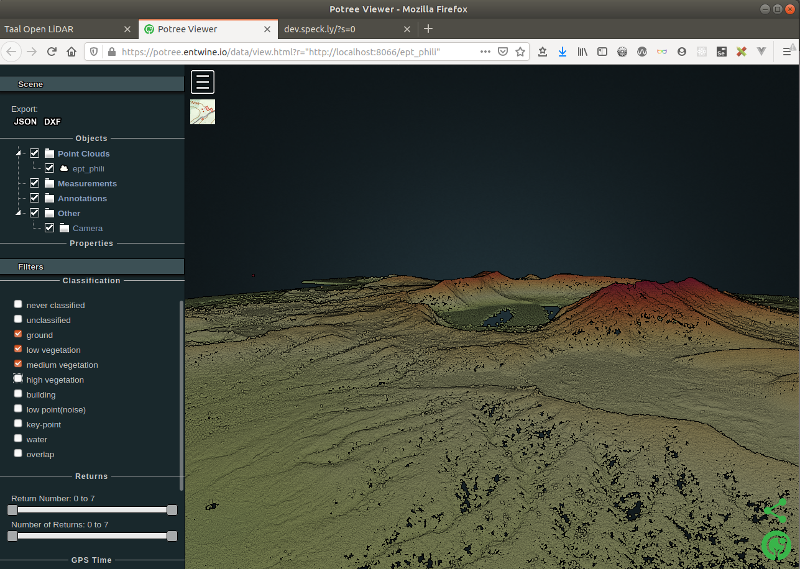 Potree Viewer - Mozilla Firefox
Taal Open LiDAR
Potree Viewer
dev.speck.ly/?s=0
https://potree.entwine.io/data/view.html?r="http://localhost:8066/ept_phili"
Scene
Export:
JSON DXF
Objects
Point Clouds
ept_phili
Measurements
Annotations
Other
Camera
Properties
Filters
Classification
never classified
unclassified
ground
low vegetation
medium vegetation
high vegetation
building
low point(noise)
key-point
water
overlap
Returns
Return Number: 0 to 7
Number of Returns: 0 to 7
GPS Time